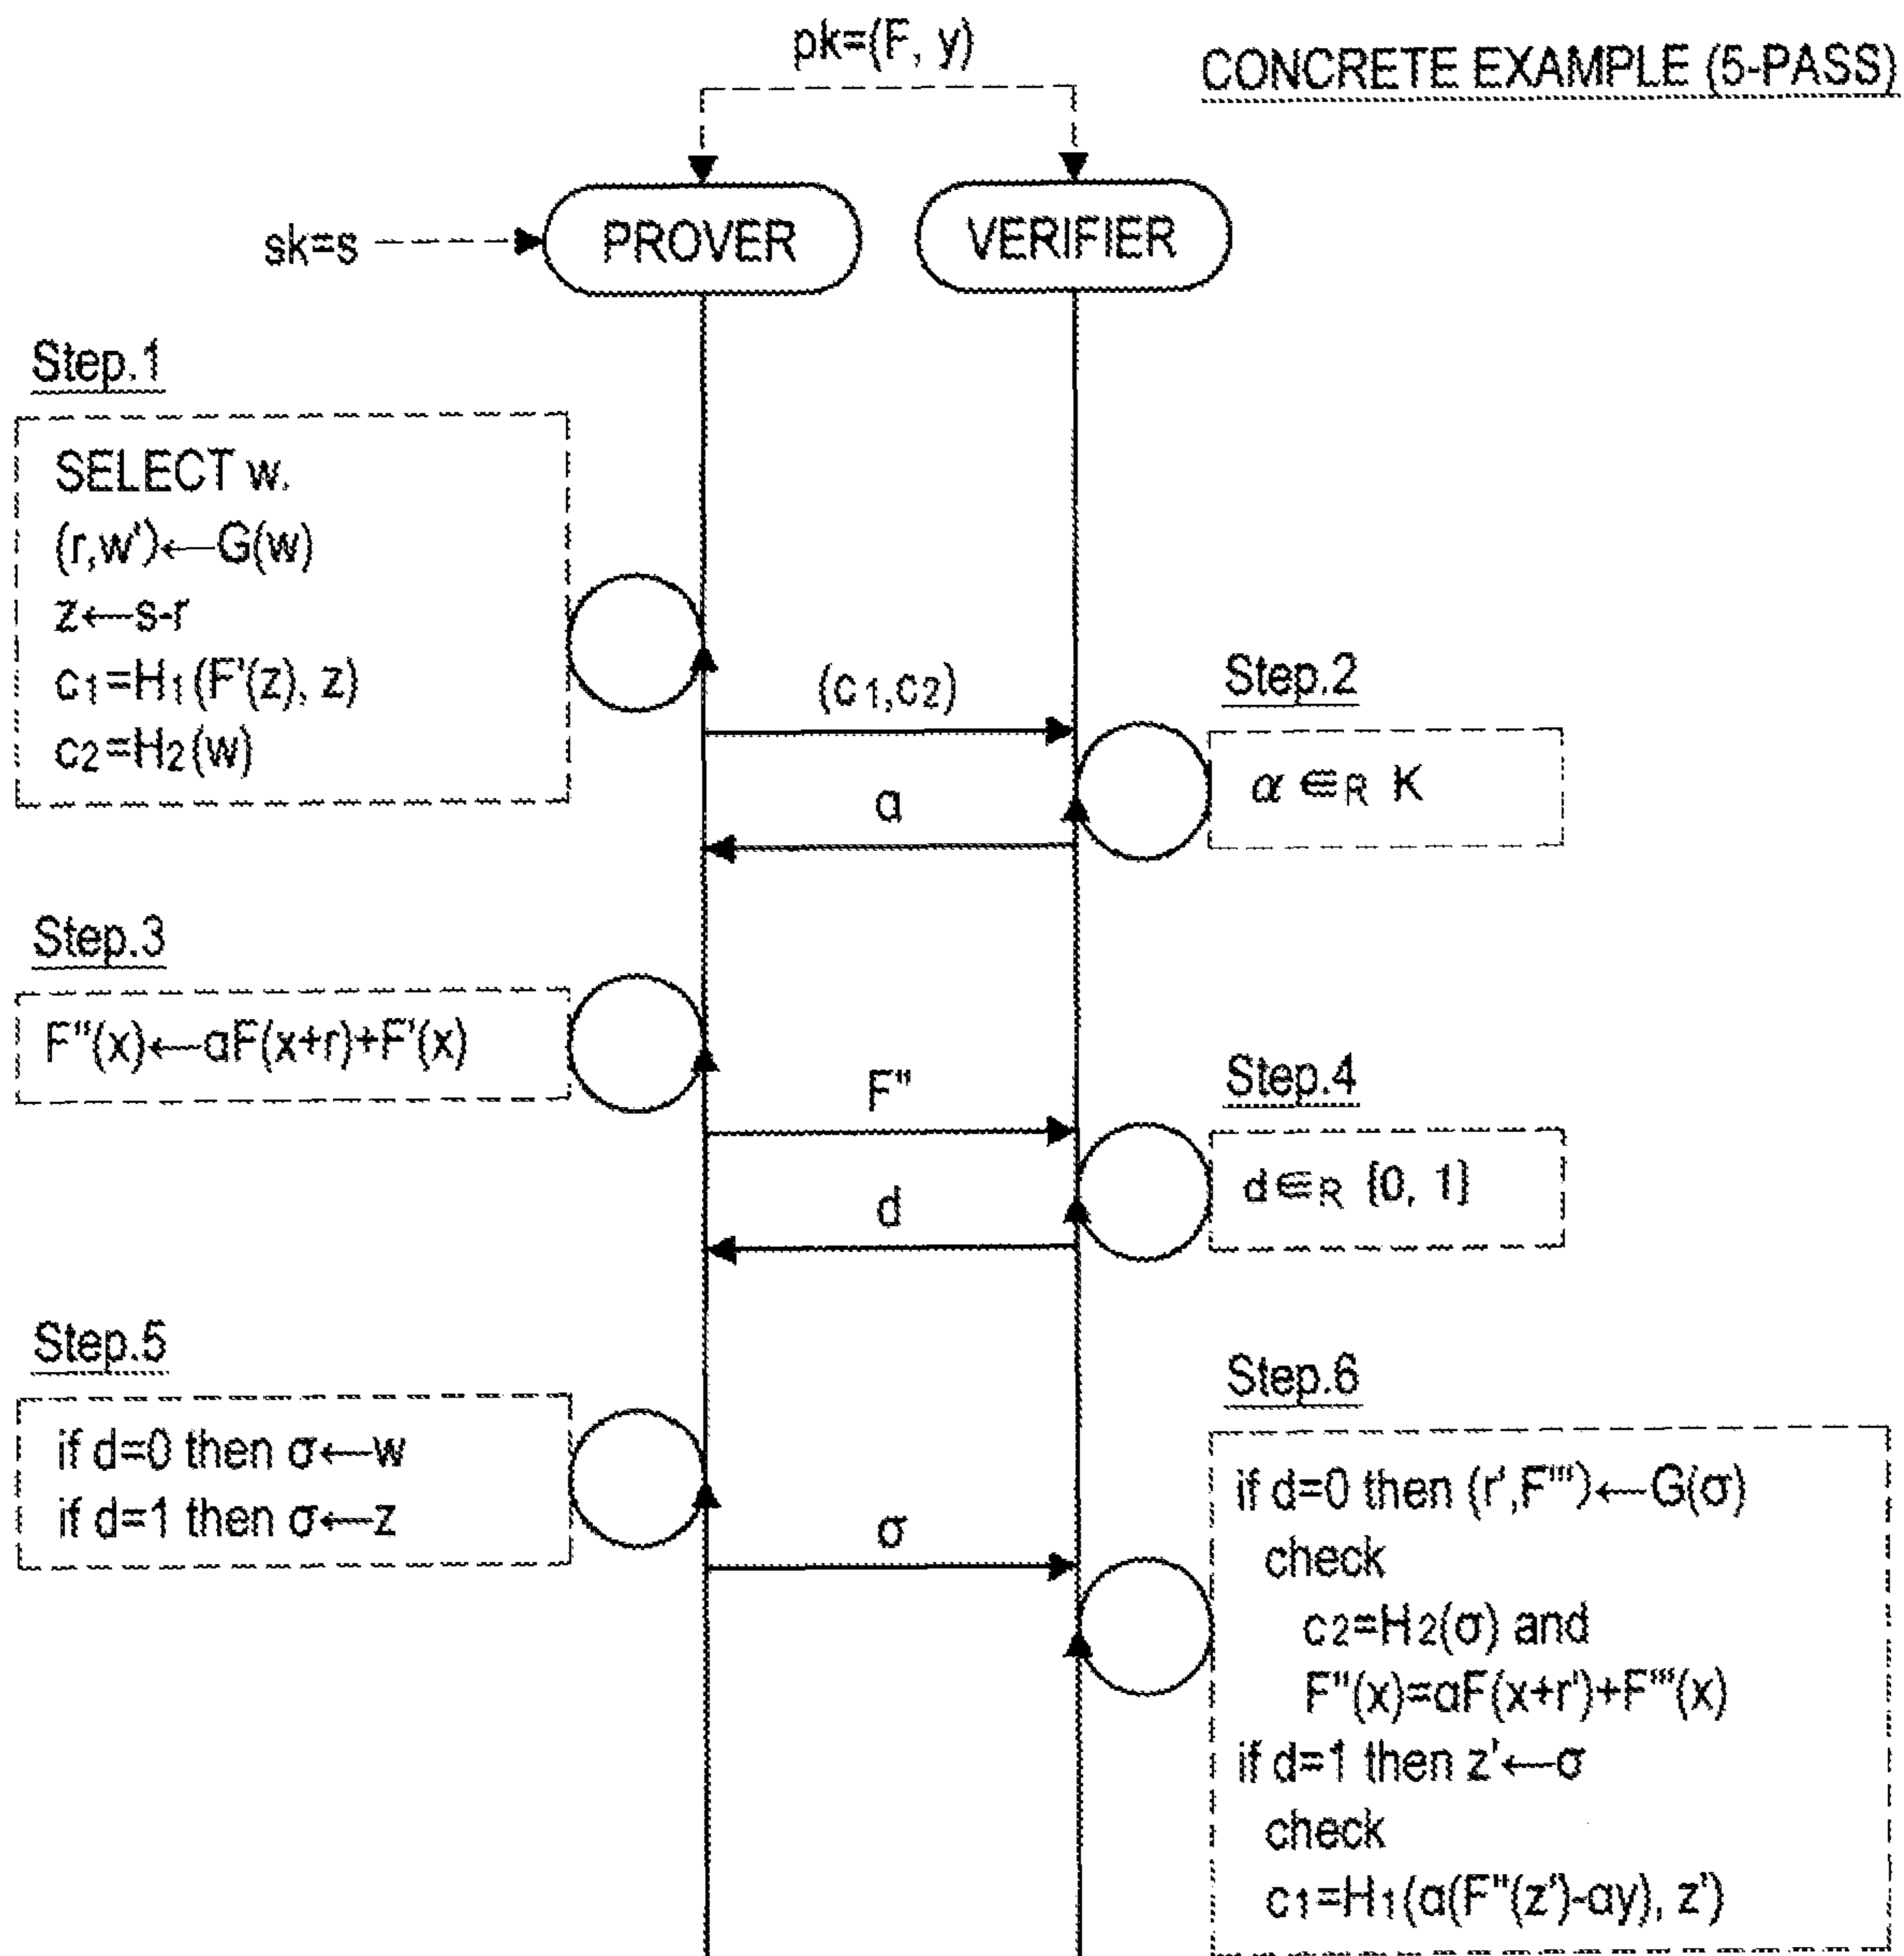 pk=(F, y)
CONCRETE EXAMPLE (5-PASS)
sk=s
PROVER
VERIFIER
Step.1
SELECT w.
(r,w')←G(w)
z←s-r
c1=H1(F'(z), z)
c2=H2(w)
(c1,c2)
Step.2
α ∈R K
α
Step.3
F''(x)←αF(x+r)+F'(x)
F''
Step.4
d∈R {0, 1}
d
Step.5
if d=0 then σ←w
if d=1 then σ←z
σ
Step.6
if d=0 then (r',F''')←G(σ)
check
c2=H2(σ) and
F''(x)=αF(x+r')+F'''(x)
if d=1 then z'←σ
check
c1=H1(α(F''(z')-αy), z')